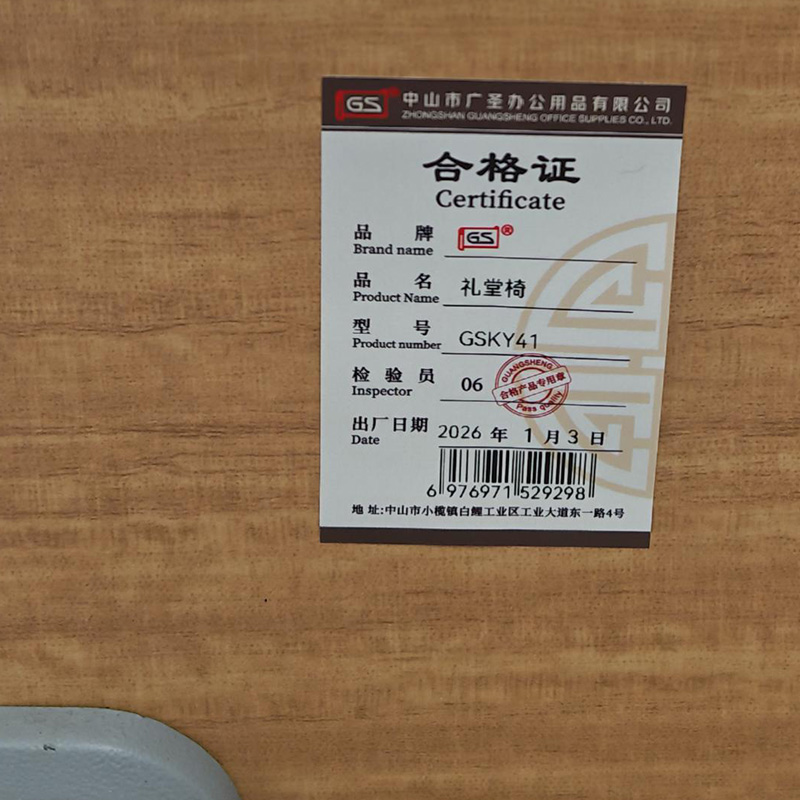 GS 中山市广圣办公用品有限公司
ZHONGSHAN GUANGSHENG OFFICE SUPPLIES CO., LTD.
合格证
Certificate
品 牌 GS®
Brand name
品 名 礼堂椅
Product Name
型 号 GSKY41
Product number
检 验 员 06
Inspector
GUANGSHENG
合格产品专用章
Pass quality
出厂日期 2026 年 1 月 3 日
Date
6 976971 529298
地 址:中山市小榄镇白鲤工业区工业大道东一路4号